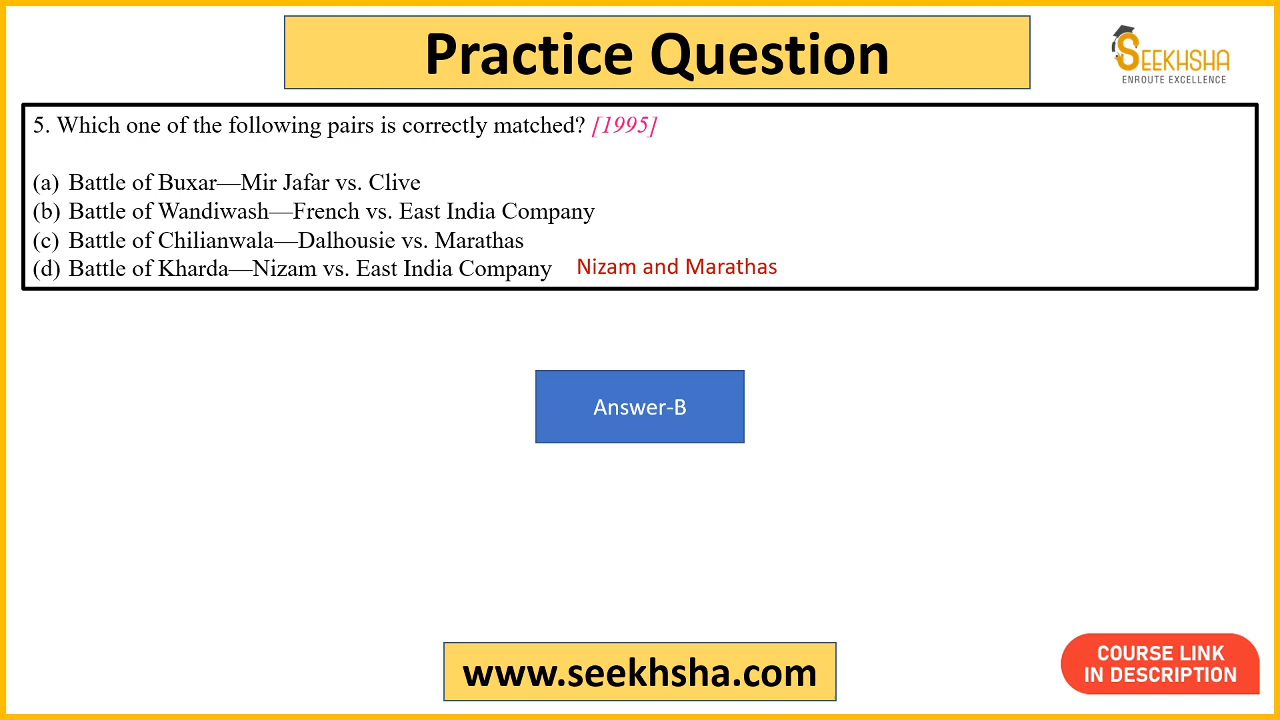 Practice Question
SEEKHSHA
ENROUTE EXCELLENCE
5. Which one of the following pairs is correctly matched? [1995]
(a) Battle of Buxar—Mir Jafar vs. Clive
(b) Battle of Wandiwash—French vs. East India Company
(c) Battle of Chilianwala—Dalhousie vs. Marathas
(d) Battle of Kharda—Nizam vs. East India Company Nizam and Marathas
Answer-B
www.seekhsha.com
COURSE LINK
IN DESCRIPTION